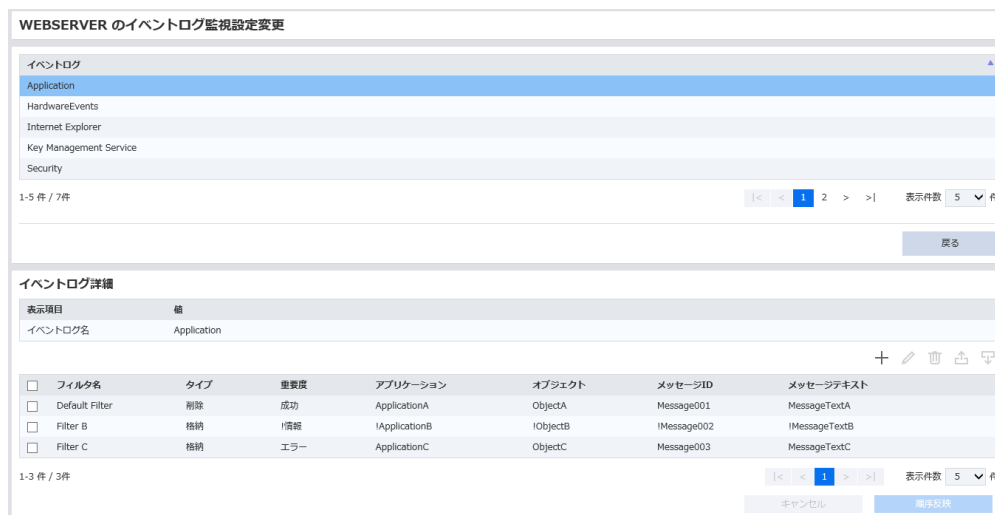 WEBSERVER のイベントログ監視設定変更
イベントログ
Application
HardwareEvents
Internet Explorer
Key Management Service
Security
1-5 件 / 7件 |< < 1 2 > >| 表示件数 5 件
戻る
イベントログ詳細
表示項目 値
イベントログ名 Application
フィルタ名 タイプ 重要度 アプリケーション オブジェクト メッセージID メッセージテキスト
Default Filter 削除 成功 ApplicationA ObjectA Message001 MessageTextA
Filter B 格納 !情報 !ApplicationB !ObjectB !Message002 !MessageTextB
Filter C 格納 エラー ApplicationC ObjectC Message003 MessageTextC
1-3 件 / 3件 |< < 1 > >| 表示件数 5 件
キャンセル 順序反映